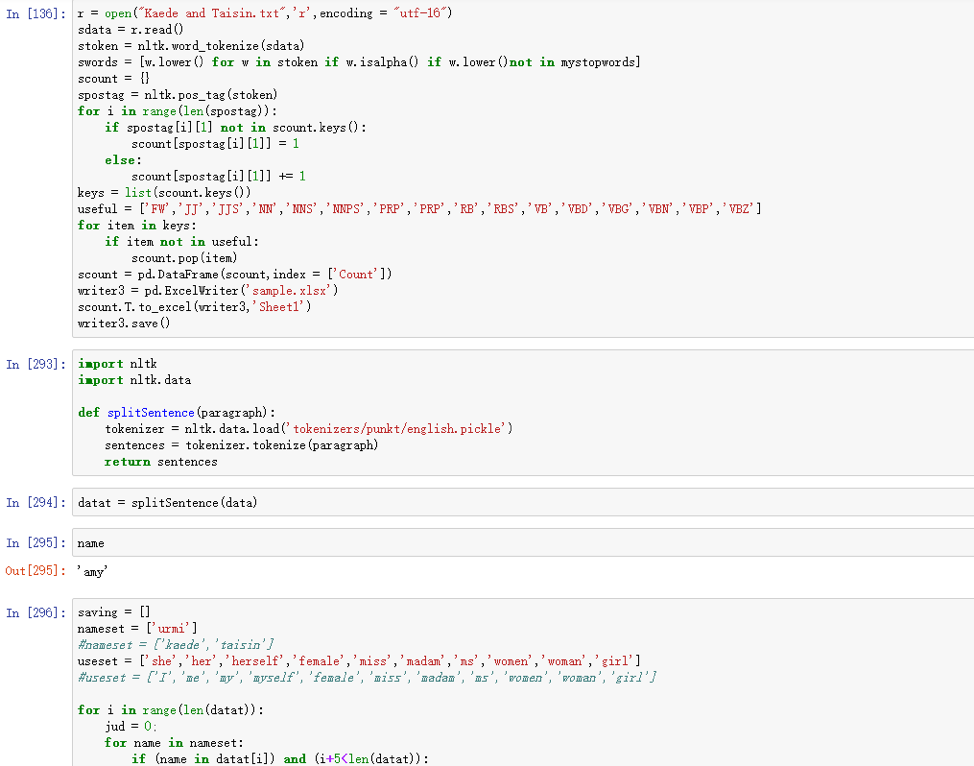 In [136]: r = open("Kaede and Taisin.txt",'r',encoding = "utf-16")
sdata = r.read()
stoken = nltk.word_tokenize(sdata)
swords = [w.lower() for w in stoken if w.isalpha() if w.lower()not in mystopwords]
scount = {}
spostag = nltk.pos_tag(stoken)
for i in range(len(spostag)):
    if spostag[i][1] not in scount.keys():
        scount[spostag[i][1]] = 1
    else:
        scount[spostag[i][1]] += 1
keys = list(scount.keys())
useful = ['FW','JJ','JJS','NN','NNS','NNPS','PRP','PRP','RB','RBS','VB','VBD','VBG','VBN','VBP','VBZ']
for item in keys:
    if item not in useful:
        scount.pop(item)
scount = pd.DataFrame(scount,index = ['Count'])
writer3 = pd.ExcelWriter('sample.xlsx')
scount.T.to_excel(writer3,'Sheet1')
writer3.save()
In [293]: import nltk
import nltk.data
def splitSentence(paragraph):
    tokenizer = nltk.data.load('tokenizers/punkt/english.pickle')
    sentences = tokenizer.tokenize(paragraph)
    return sentences
In [294]: datat = splitSentence(data)
In [295]: name
Out[295]: 'amy'
In [296]: saving = []
nameset = ['urmi']
#nameset = ['kaede','taisin']
useset = ['she','her','herself','female','miss','madam','ms','women','woman','girl']
#useset = ['I','me','my','myself','female','miss','madam','ms','women','woman','girl']
for i in range(len(datat)):
    jud = 0;
    for name in nameset:
        if (name in datat[i]) and (i+5<len(datat)):